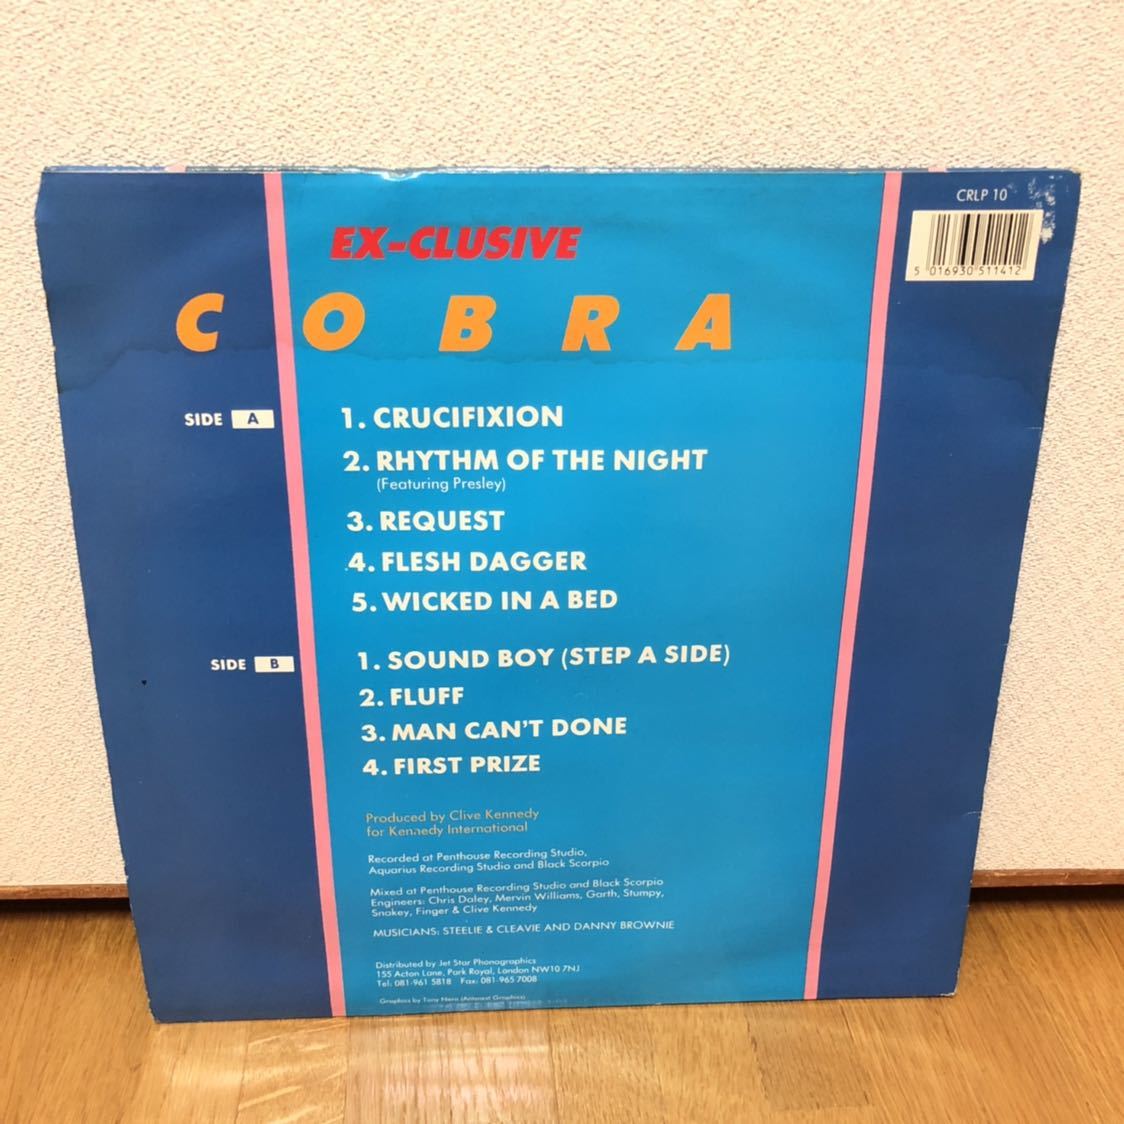 CRLP 10
5 016930 511412
EX-CLUSIVE
COBRA
SIDE A
1. CRUCIFIXION
2. RHYTHM OF THE NIGHT
(Featuring Presley)
3. REQUEST
4. FLESH DAGGER
5. WICKED IN A BED
SIDE B
1. SOUND BOY (STEP A SIDE)
2. FLUFF
3. MAN CAN'T DONE
4. FIRST PRIZE
Produced by Clive Kennedy
for Kennedy International
Recorded at Penthouse Recording Studio,
Aquarius Recording Studio and Black Scorpio
Mixed at Penthouse Recording Studio and Black Scorpio
Engineers: Chris Daley, Mervin Williams, Garth, Stumpy,
Snakey, Finger & Clive Kennedy
MUSICIANS: STEELIE & CLEAVIE AND DANNY BROWNIE
Distributed by Jet Star Phonographics
155 Acton Lane, Park Royal, London NW10 7NJ
Tel: 081-961 5818 Fax: 081-965 7008
Graphics by Tony Nero Graphics)